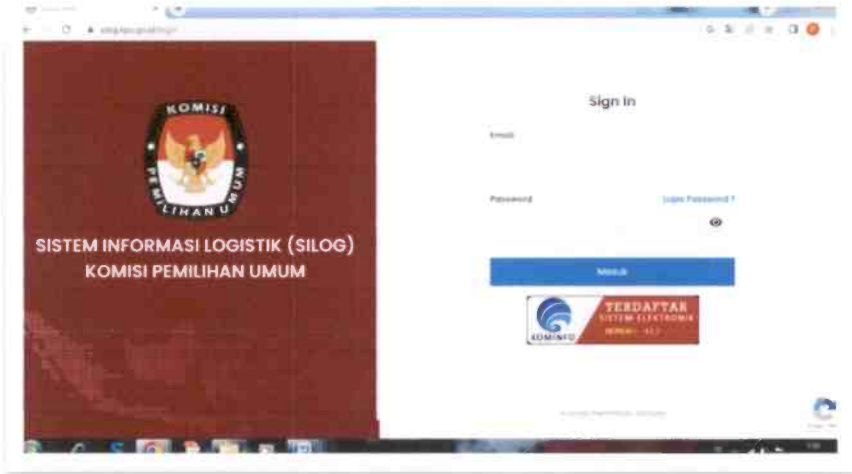 KOMISI
PEMILIHAN UMUM
SISTEM INFORMASI LOGISTIK (SILOG)
KOMISI PEMILIHAN UMUM
Sign In
Email
Password
Lupa Password ?
Masuk
TERDAFTAR
SISTEM ELEKTRONIK
KOMINFO